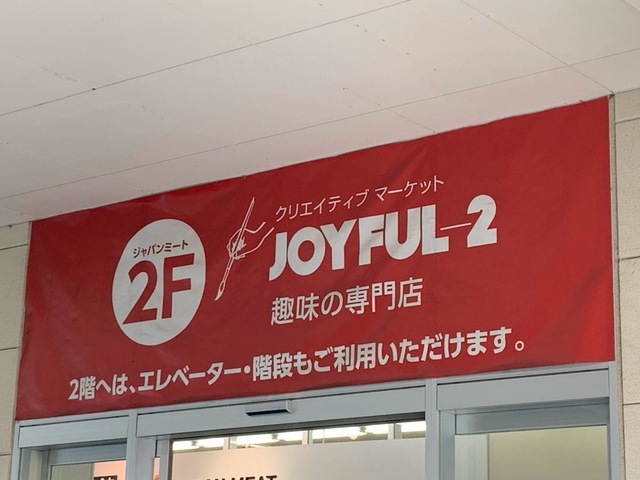 ジャパンミート
2F
クリエイティブ マーケット
JOYFUL-2
趣味の専門店
2階へは、エレベーター・階段もご利用いただけます。
MEAT